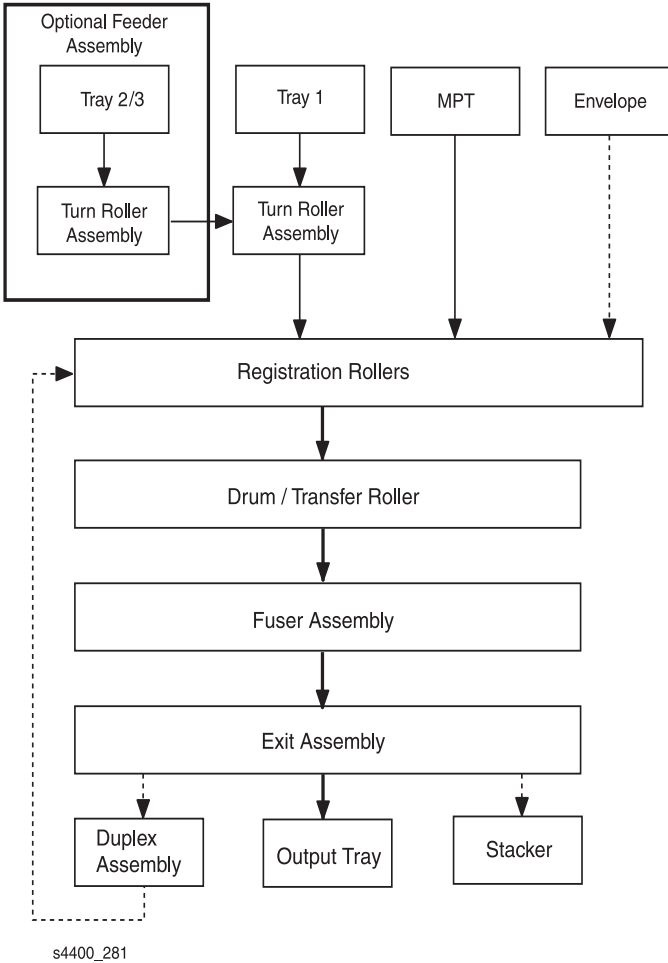 Optional Feeder
Assembly
Tray 2/3
Tray 1
MPT
Envelope
Turn Roller
Assembly
Turn Roller
Assembly
Registration Rollers
Drum / Transfer Roller
Fuser Assembly
Exit Assembly
Duplex
Assembly
Output Tray
Stacker
s4400_281